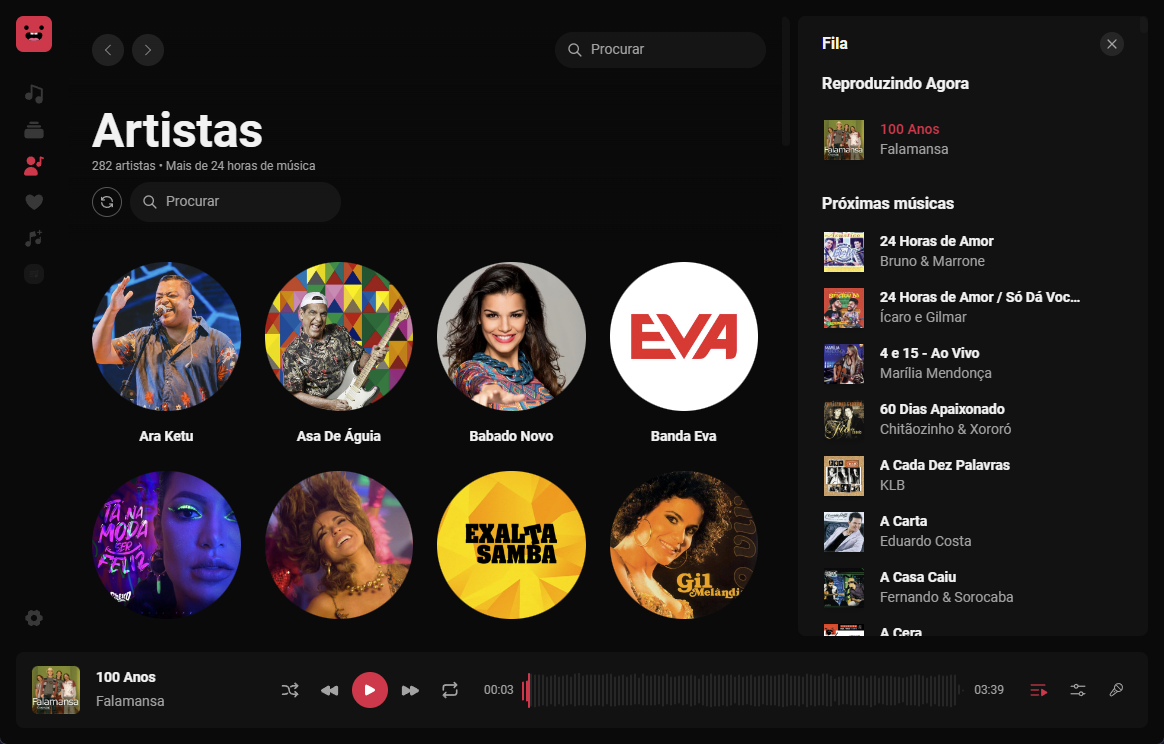 Procurar
Artistas
282 artistas • Mais de 24 horas de música
Procurar
Ara Ketu
Asa De Águia
Babado Novo
EVA
Banda Eva
TÁ NA
MODA
SER
FELIZ
EXALTA
SAMBA
Gil
Melândia
Fila
Reproduzindo Agora
Falamansa
100 Anos
Falamansa
Próximas músicas
24 Horas de Amor
Bruno & Marrone
24 Horas de Amor / Só Dá Voc...
Ícaro e Gilmar
4 e 15 - Ao Vivo
Marília Mendonça
60 Dias Apaixonado
Chitãozinho & Xororó
A Cada Dez Palavras
KLB
A Carta
Eduardo Costa
A Casa Caiu
Fernando & Sorocaba
A Cera
Falamansa
100 Anos
Falamansa
00:03
03:39